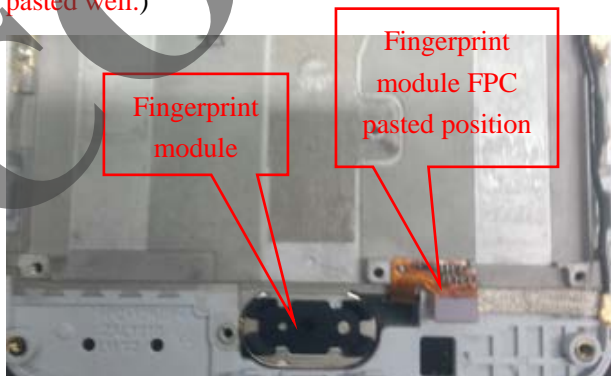 pasted well.)
Fingerprint
module FPC
pasted position
Fingerprint
module